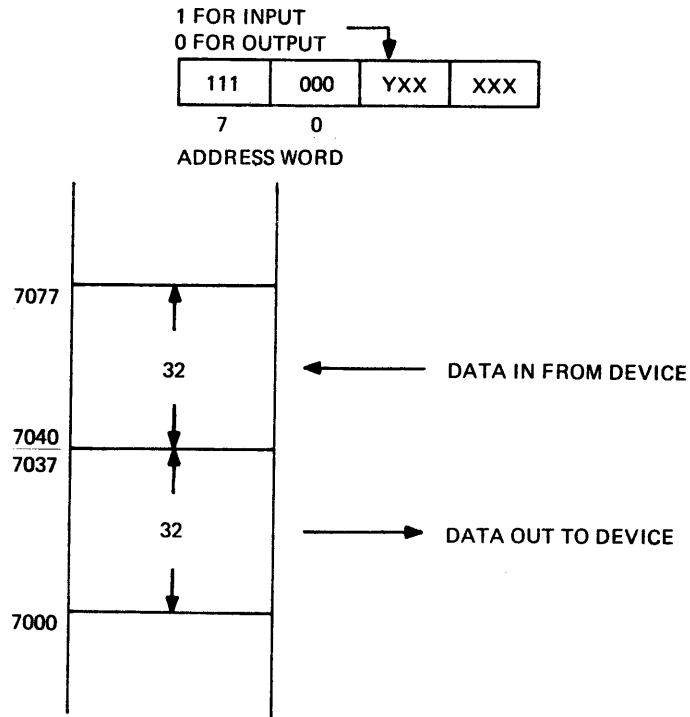 1 FOR INPUT
0 FOR OUTPUT
111 000 YXX XXX
7 0
ADDRESS WORD
7077
32
DATA IN FROM DEVICE
7040
7037
32
DATA OUT TO DEVICE
7000